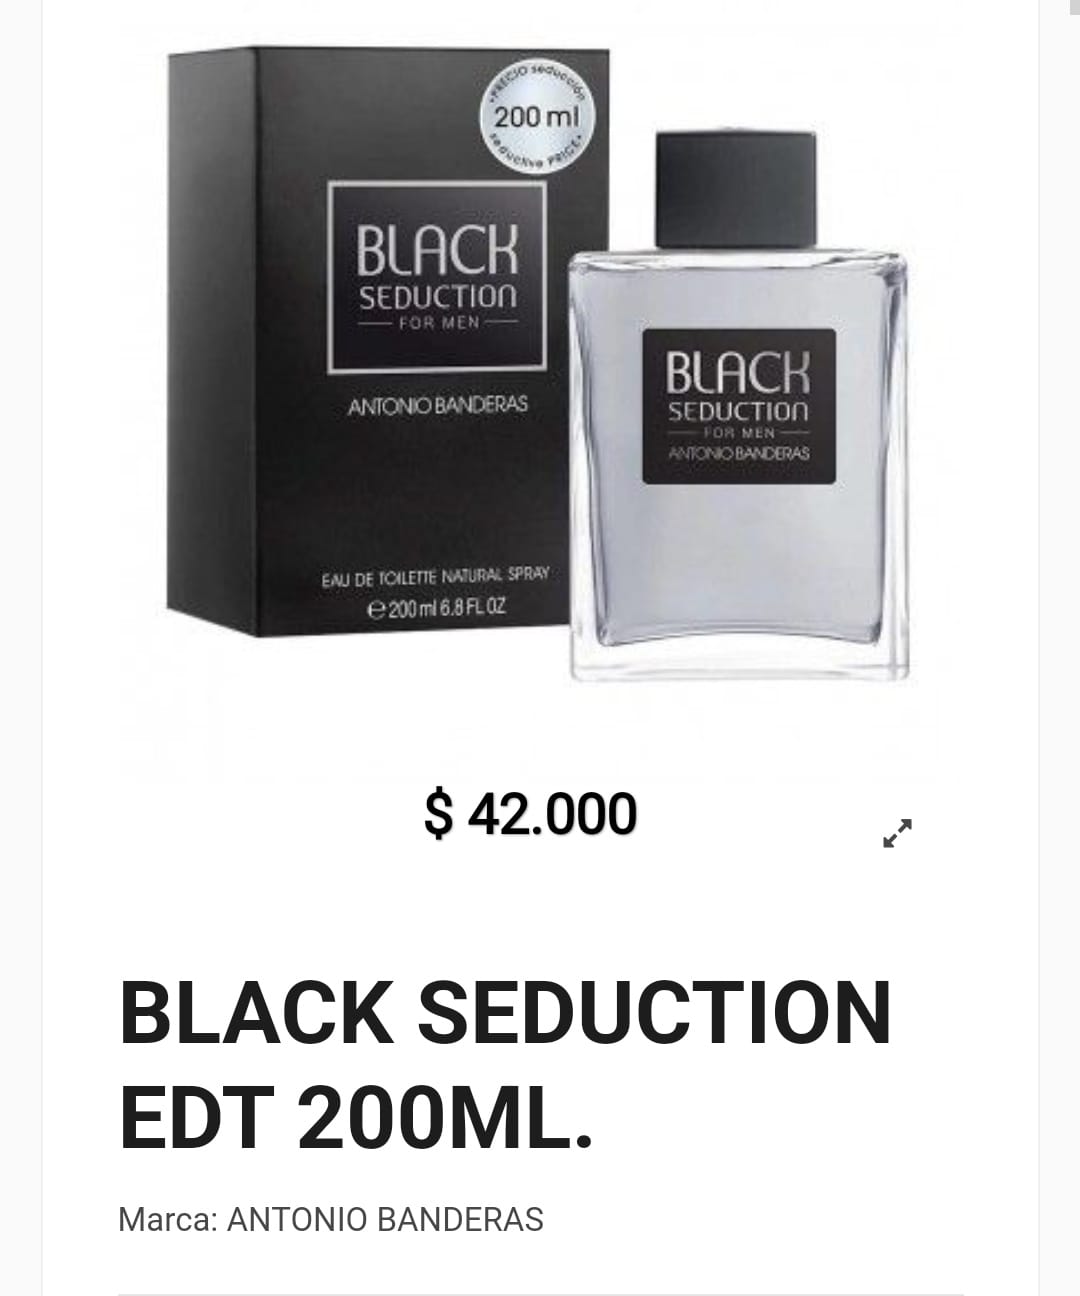 PRECIO seducción
200 ml
seductive PRICE
BLACK
SEDUCTION
FOR MEN
ANTONIO BANDERAS
EAU DE TOILETTE NATURAL SPRAY
℮ 200 ml 6.8 FL OZ
BLACK
SEDUCTION
FOR MEN
ANTONIO BANDERAS
$ 42.000
BLACK SEDUCTION
EDT 200ML.
Marca: ANTONIO BANDERAS